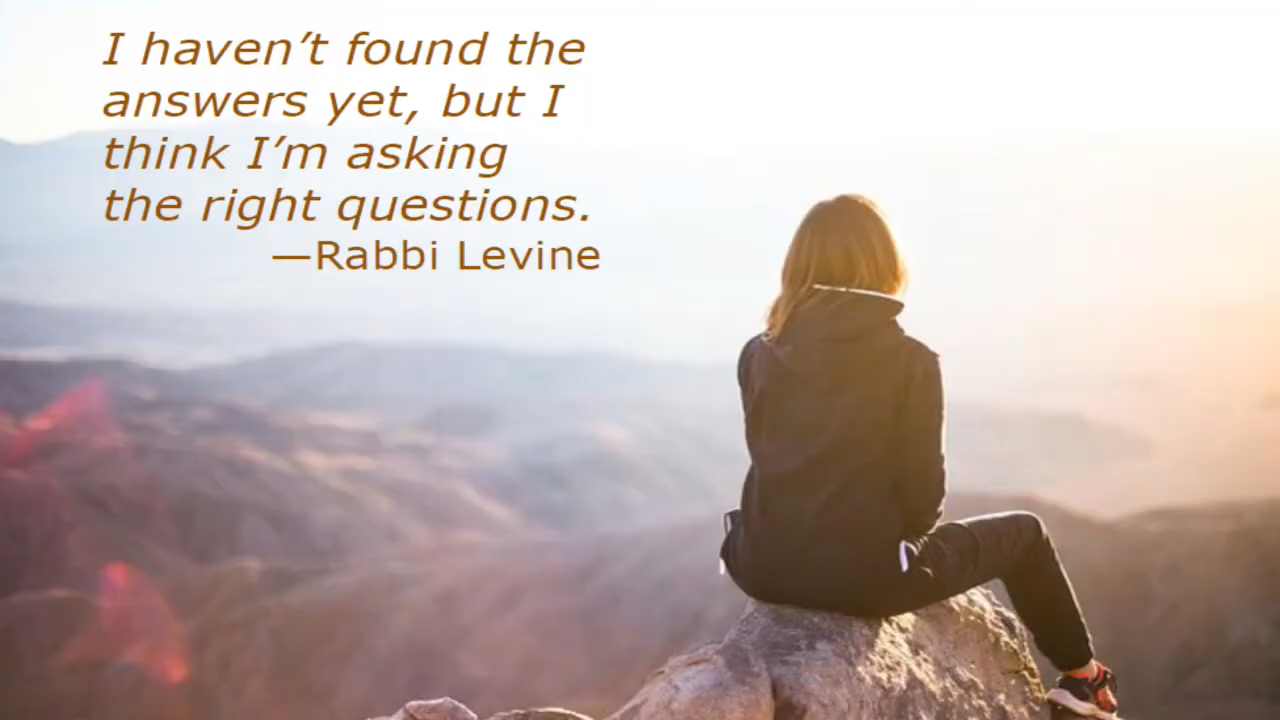 I haven’t found the
answers yet, but I
think I’m asking
the right questions.
—Rabbi Levine